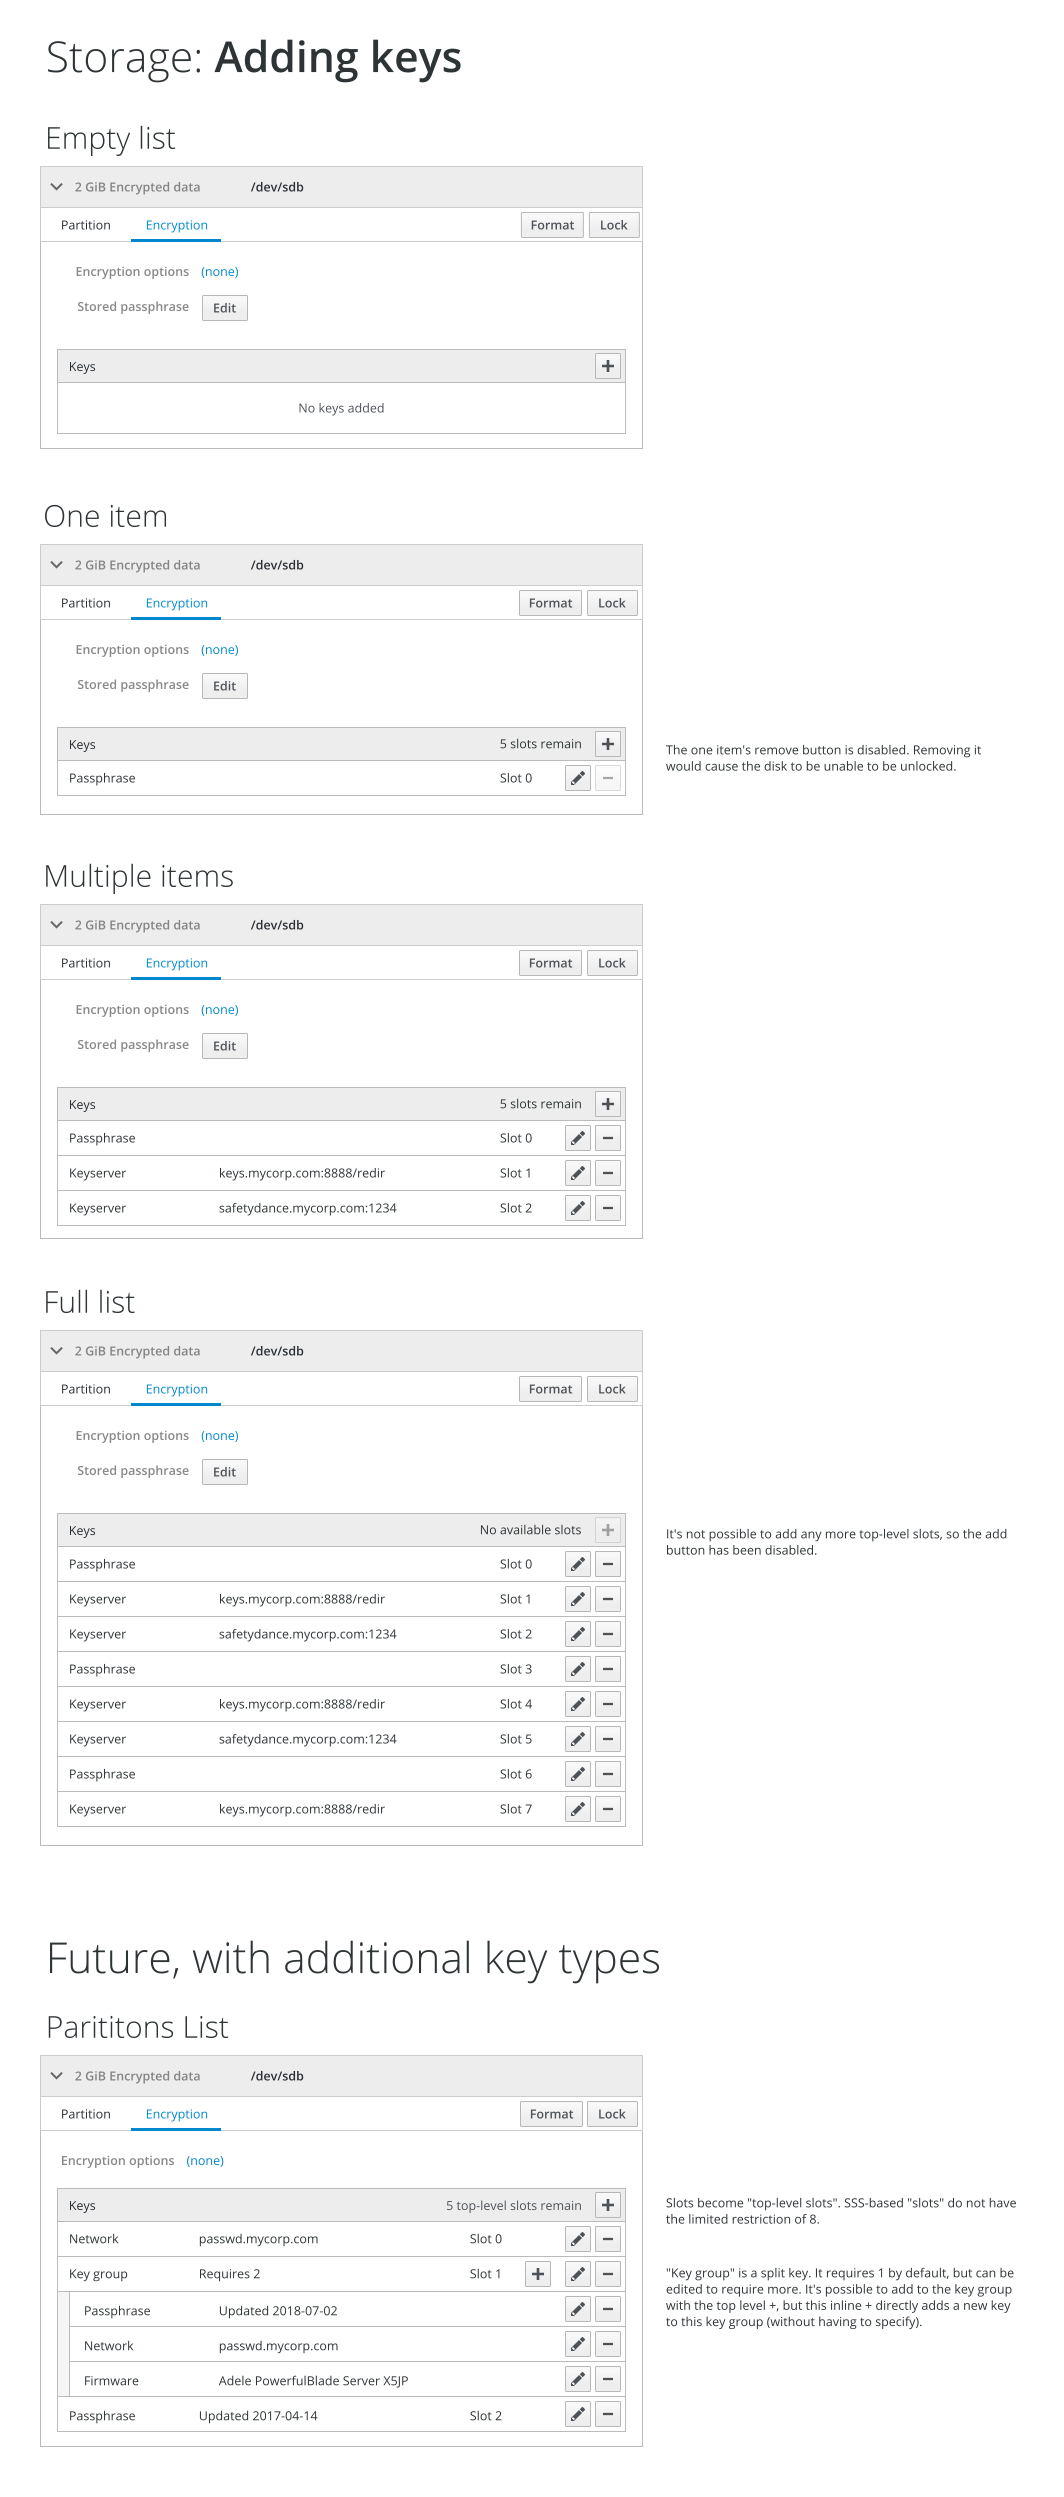 Storage: Adding keys
Empty list
2 GiB Encrypted data /dev/sdb
Partition Encryption Format Lock
Encryption options (none)
Stored passphrase Edit
Keys
No keys added
One item
2 GiB Encrypted data /dev/sdb
Partition Encryption Format Lock
Encryption options (none)
Stored passphrase Edit
Keys 5 slots remain
Passphrase Slot 0
The one item's remove button is disabled. Removing it
would cause the disk to be unable to be unlocked.
Multiple items
2 GiB Encrypted data /dev/sdb
Partition Encryption Format Lock
Encryption options (none)
Stored passphrase Edit
Keys 5 slots remain
Passphrase Slot 0
Keyserver keys.mycorp.com:8888/redir Slot 1
Keyserver safetydance.mycorp.com:1234 Slot 2
Full list
2 GiB Encrypted data /dev/sdb
Partition Encryption Format Lock
Encryption options (none)
Stored passphrase Edit
Keys No available slots
Passphrase Slot 0
Keyserver keys.mycorp.com:8888/redir Slot 1
Keyserver safetydance.mycorp.com:1234 Slot 2
Passphrase Slot 3
Keyserver keys.mycorp.com:8888/redir Slot 4
Keyserver safetydance.mycorp.com:1234 Slot 5
Passphrase Slot 6
Keyserver keys.mycorp.com:8888/redir Slot 7
It's not possible to add any more top-level slots, so the add
button has been disabled.
Future, with additional key types
Parititons List
2 GiB Encrypted data /dev/sdb
Partition Encryption Format Lock
Encryption options (none)
Keys 5 top-level slots remain
Network passwd.mycorp.com Slot 0
Key group Requires 2 Slot 1
Passphrase Updated 2018-07-02
Network passwd.mycorp.com
Firmware Adele PowerfulBlade Server X5JP
Passphrase Updated 2017-04-14 Slot 2
Slots become "top-level slots". SSS-based "slots" do not have
the limited restriction of 8.
"Key group" is a split key. It requires 1 by default, but can be
edited to require more. It's possible to add to the key group
with the top level +, but this inline + directly adds a new key
to this key group (without having to specify).